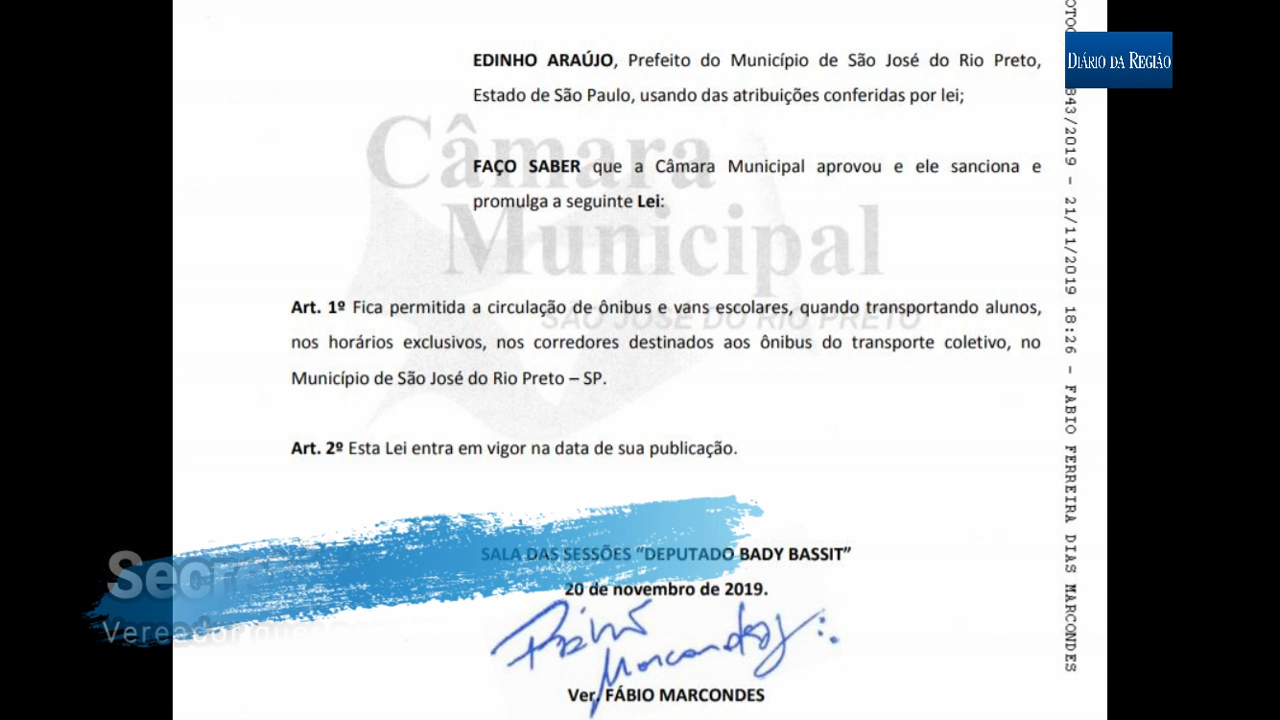 EDINHO ARAÚJO, Prefeito do Município de São José do Rio Preto,
Estado de São Paulo, usando das atribuições conferidas por lei;
FAÇO SABER que a Câmara Municipal aprovou e ele sanciona e
promulga a seguinte Lei:
Câmara
Municipal
SÃO JOSÉ DO RIO PRETO
Art. 1º Fica permitida a circulação de ônibus e vans escolares, quando transportando alunos,
nos horários exclusivos, nos corredores destinados aos ônibus do transporte coletivo, no
Município de São José do Rio Preto – SP.
Art. 2º Esta Lei entra em vigor na data de sua publicação.
SALA DAS SESSÕES “DEPUTADO BADY BASSIT”
20 de novembro de 2019.
Fábio Marcondes
Ver. FÁBIO MARCONDES
DIÁRIO DA REGIÃO
843/2019 - 21/11/2019 18:26 - FABIO FERREIRA DIAS MARCONDES
Vereador